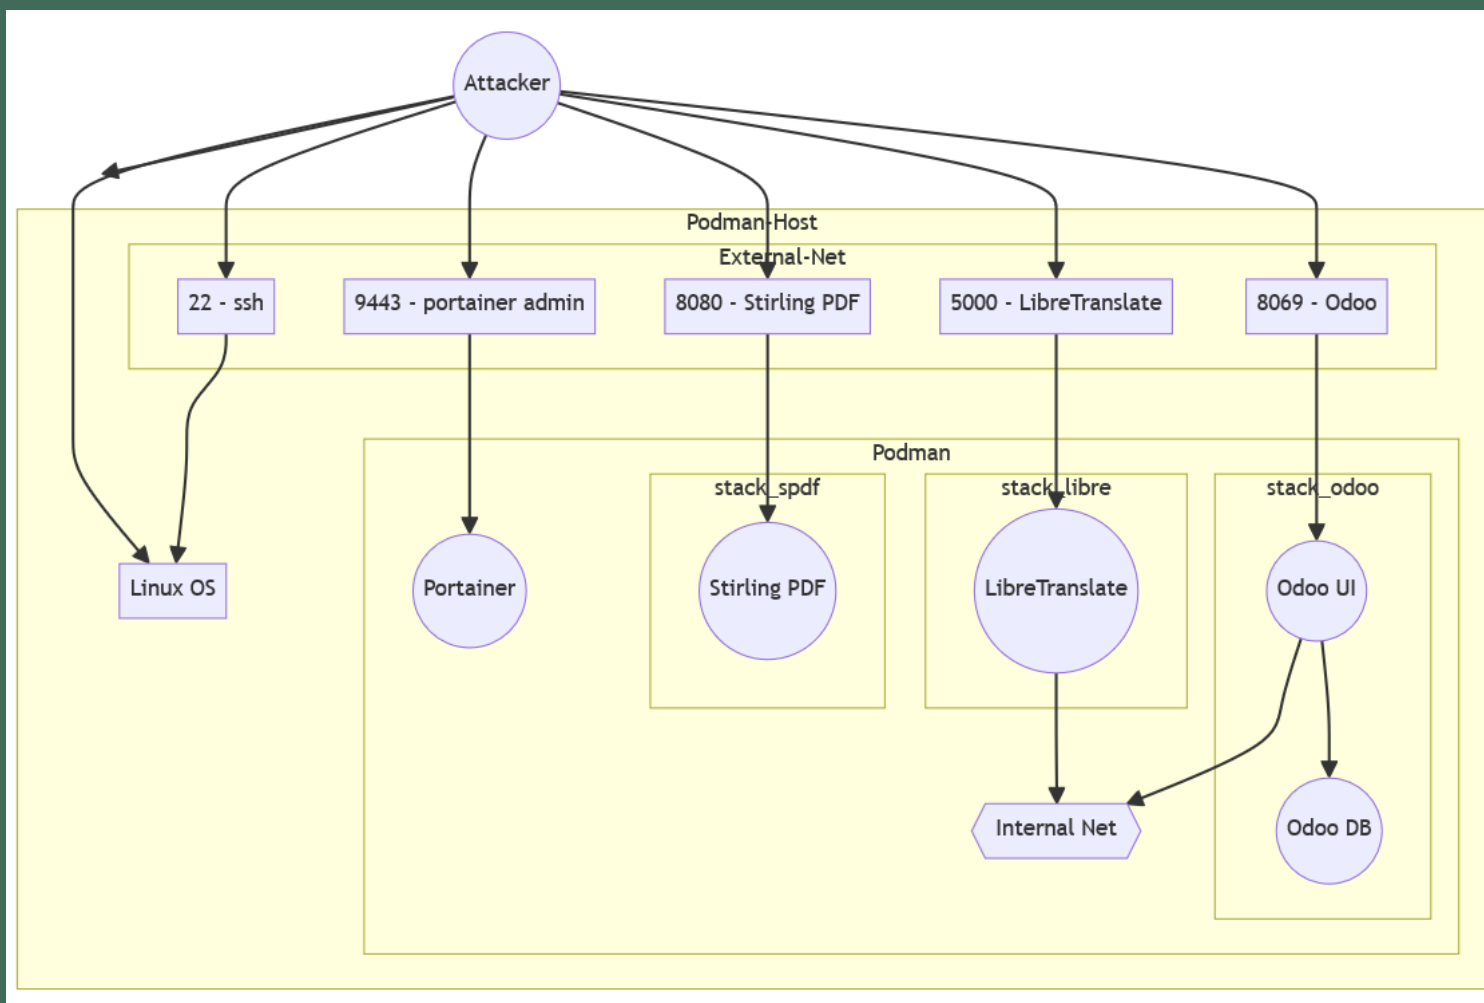 Attacker
Podman-Host
External-Net
22 - ssh
9443 - portainer admin
8080 - Stirling PDF
5000 - LibreTranslate
8069 - Odoo
Podman
stack_spdf
stack_libre
stack_odoo
Linux OS
Portainer
Stirling PDF
LibreTranslate
Odoo UI
Internal Net
Odoo DB